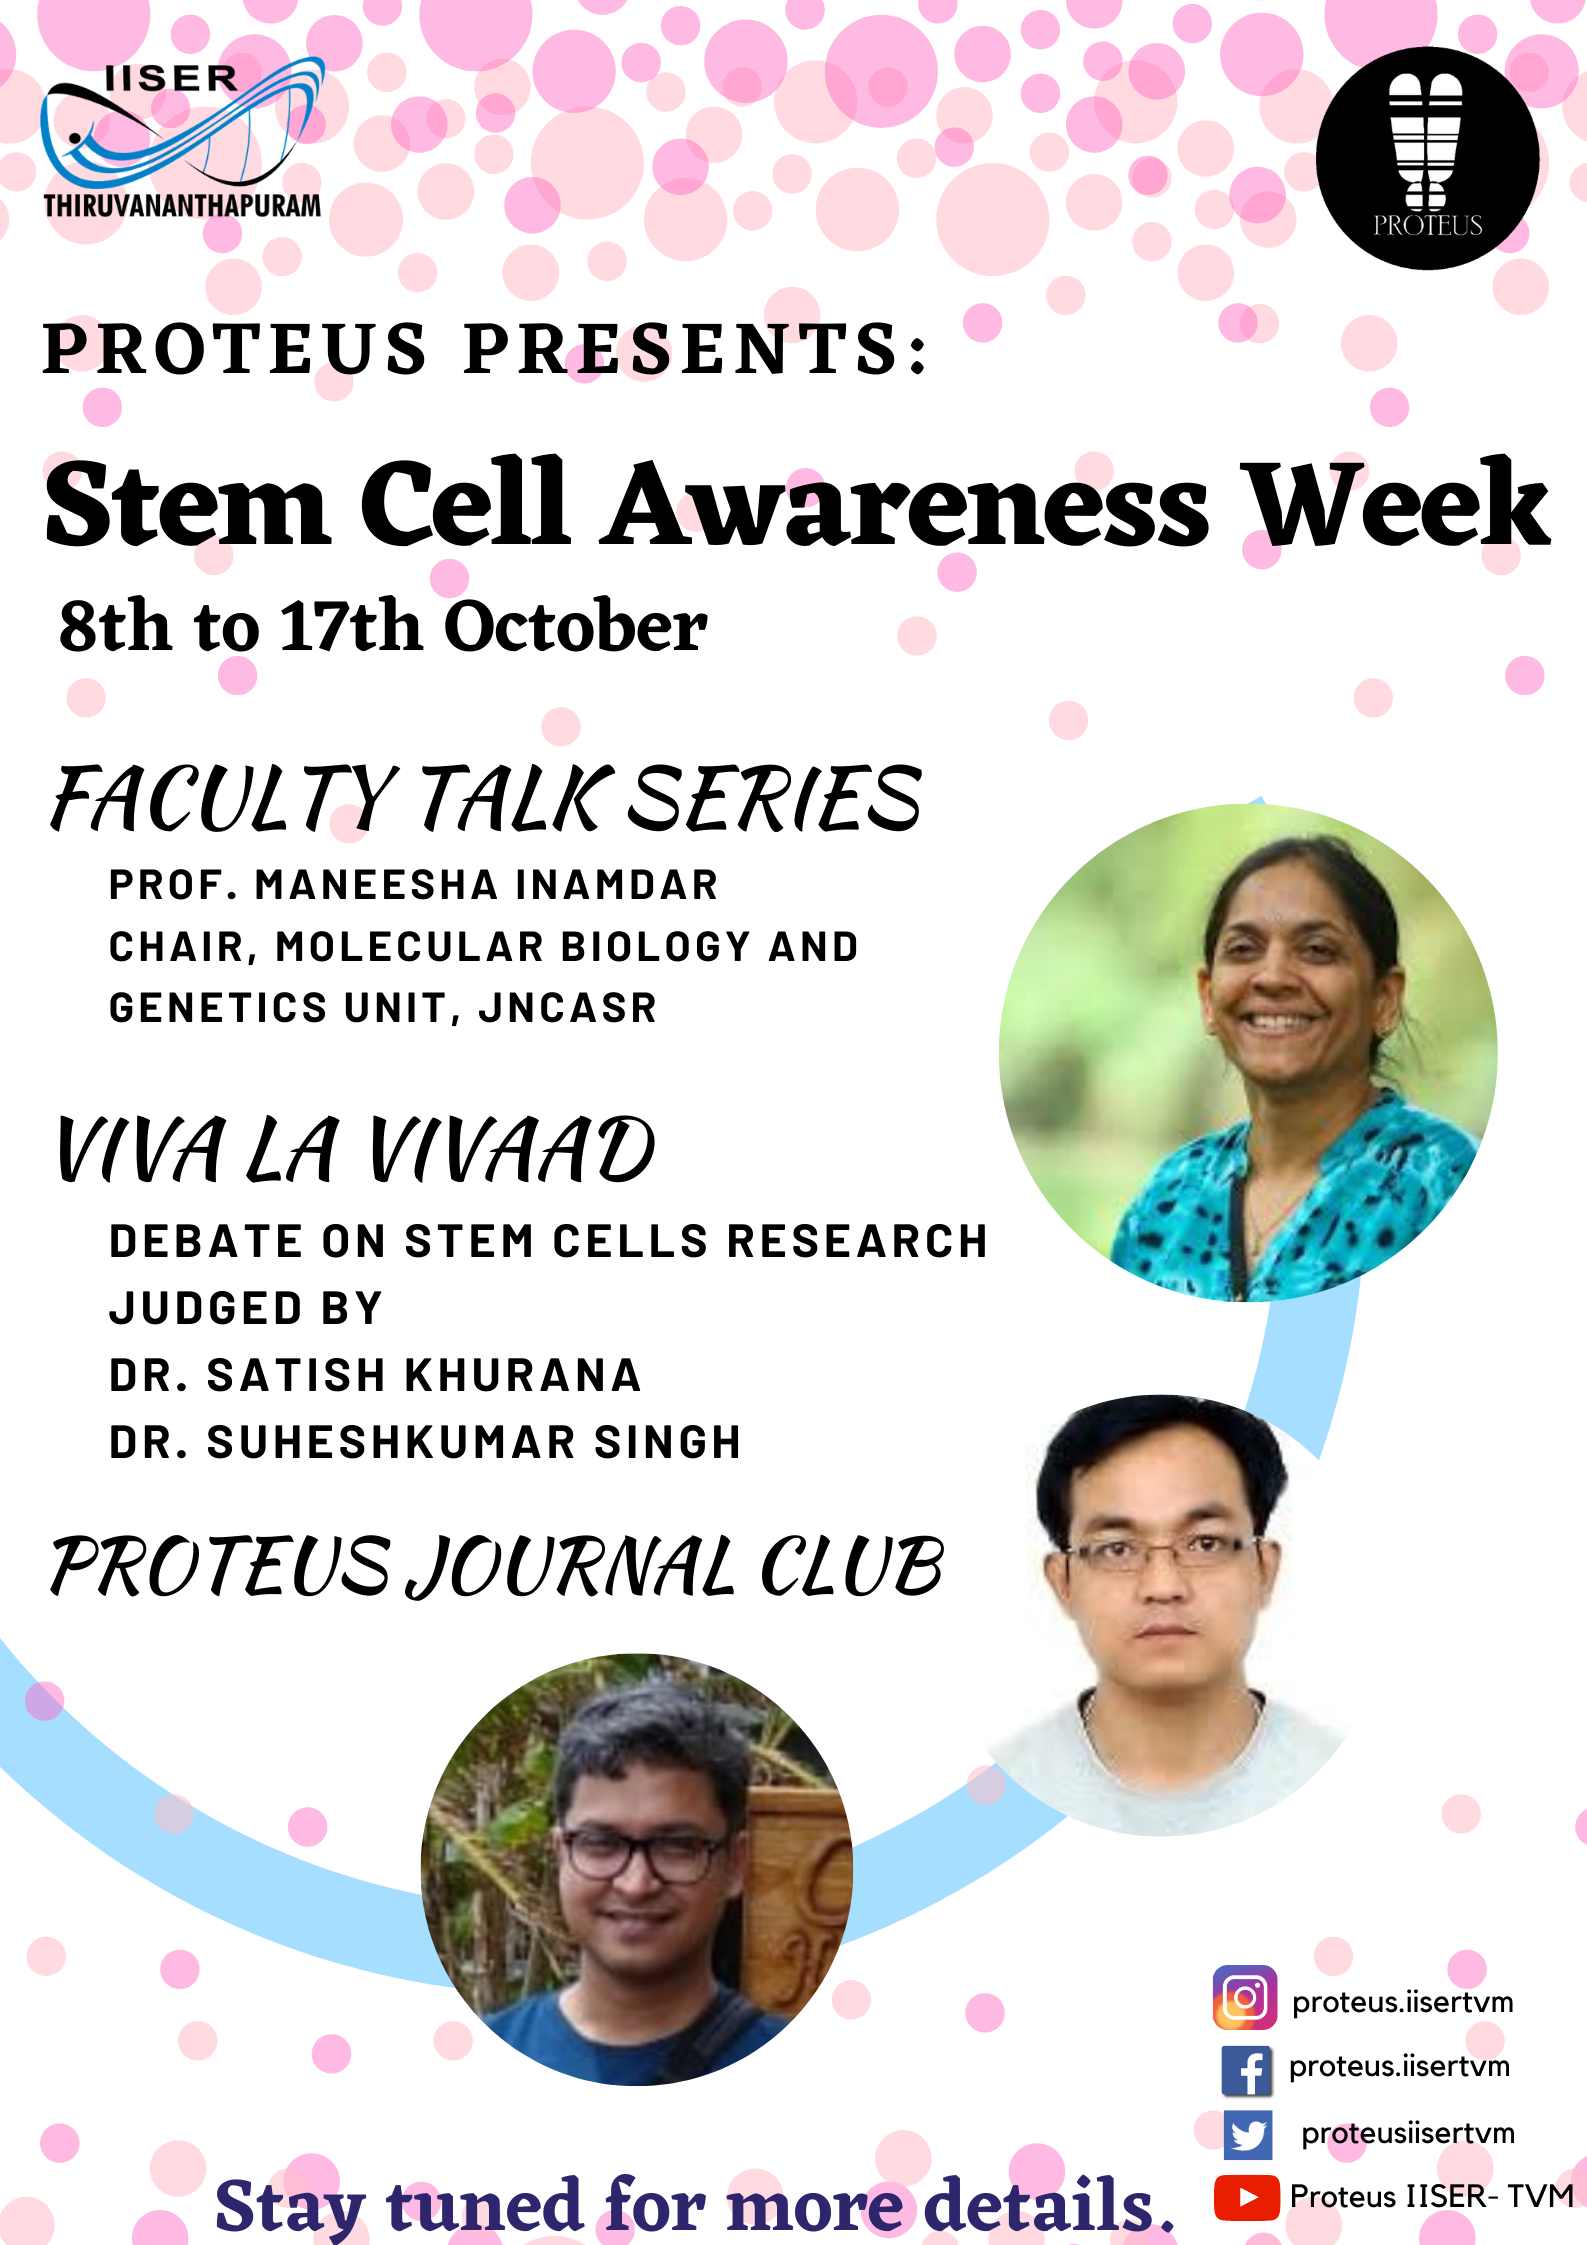 IISER
THIRUVANANTHAPURAM
PROTEUS
PROTEUS PRESENTS:
Stem Cell Awareness Week
8th to 17th October
FACULTY TALK SERIES
PROF. MANEESHA INAMDAR
CHAIR, MOLECULAR BIOLOGY AND
GENETICS UNIT, JNCASR
VIVA LA VIVAAD
DEBATE ON STEM CELLS RESEARCH
JUDGED BY
DR. SATISH KHURANA
DR. SUHESHKUMAR SINGH
PROTEUS JOURNAL CLUB
proteus.iisertvm
proteus.iisertvm
proteusiisertvm
Proteus IISER- TVM
Stay tuned for more details.